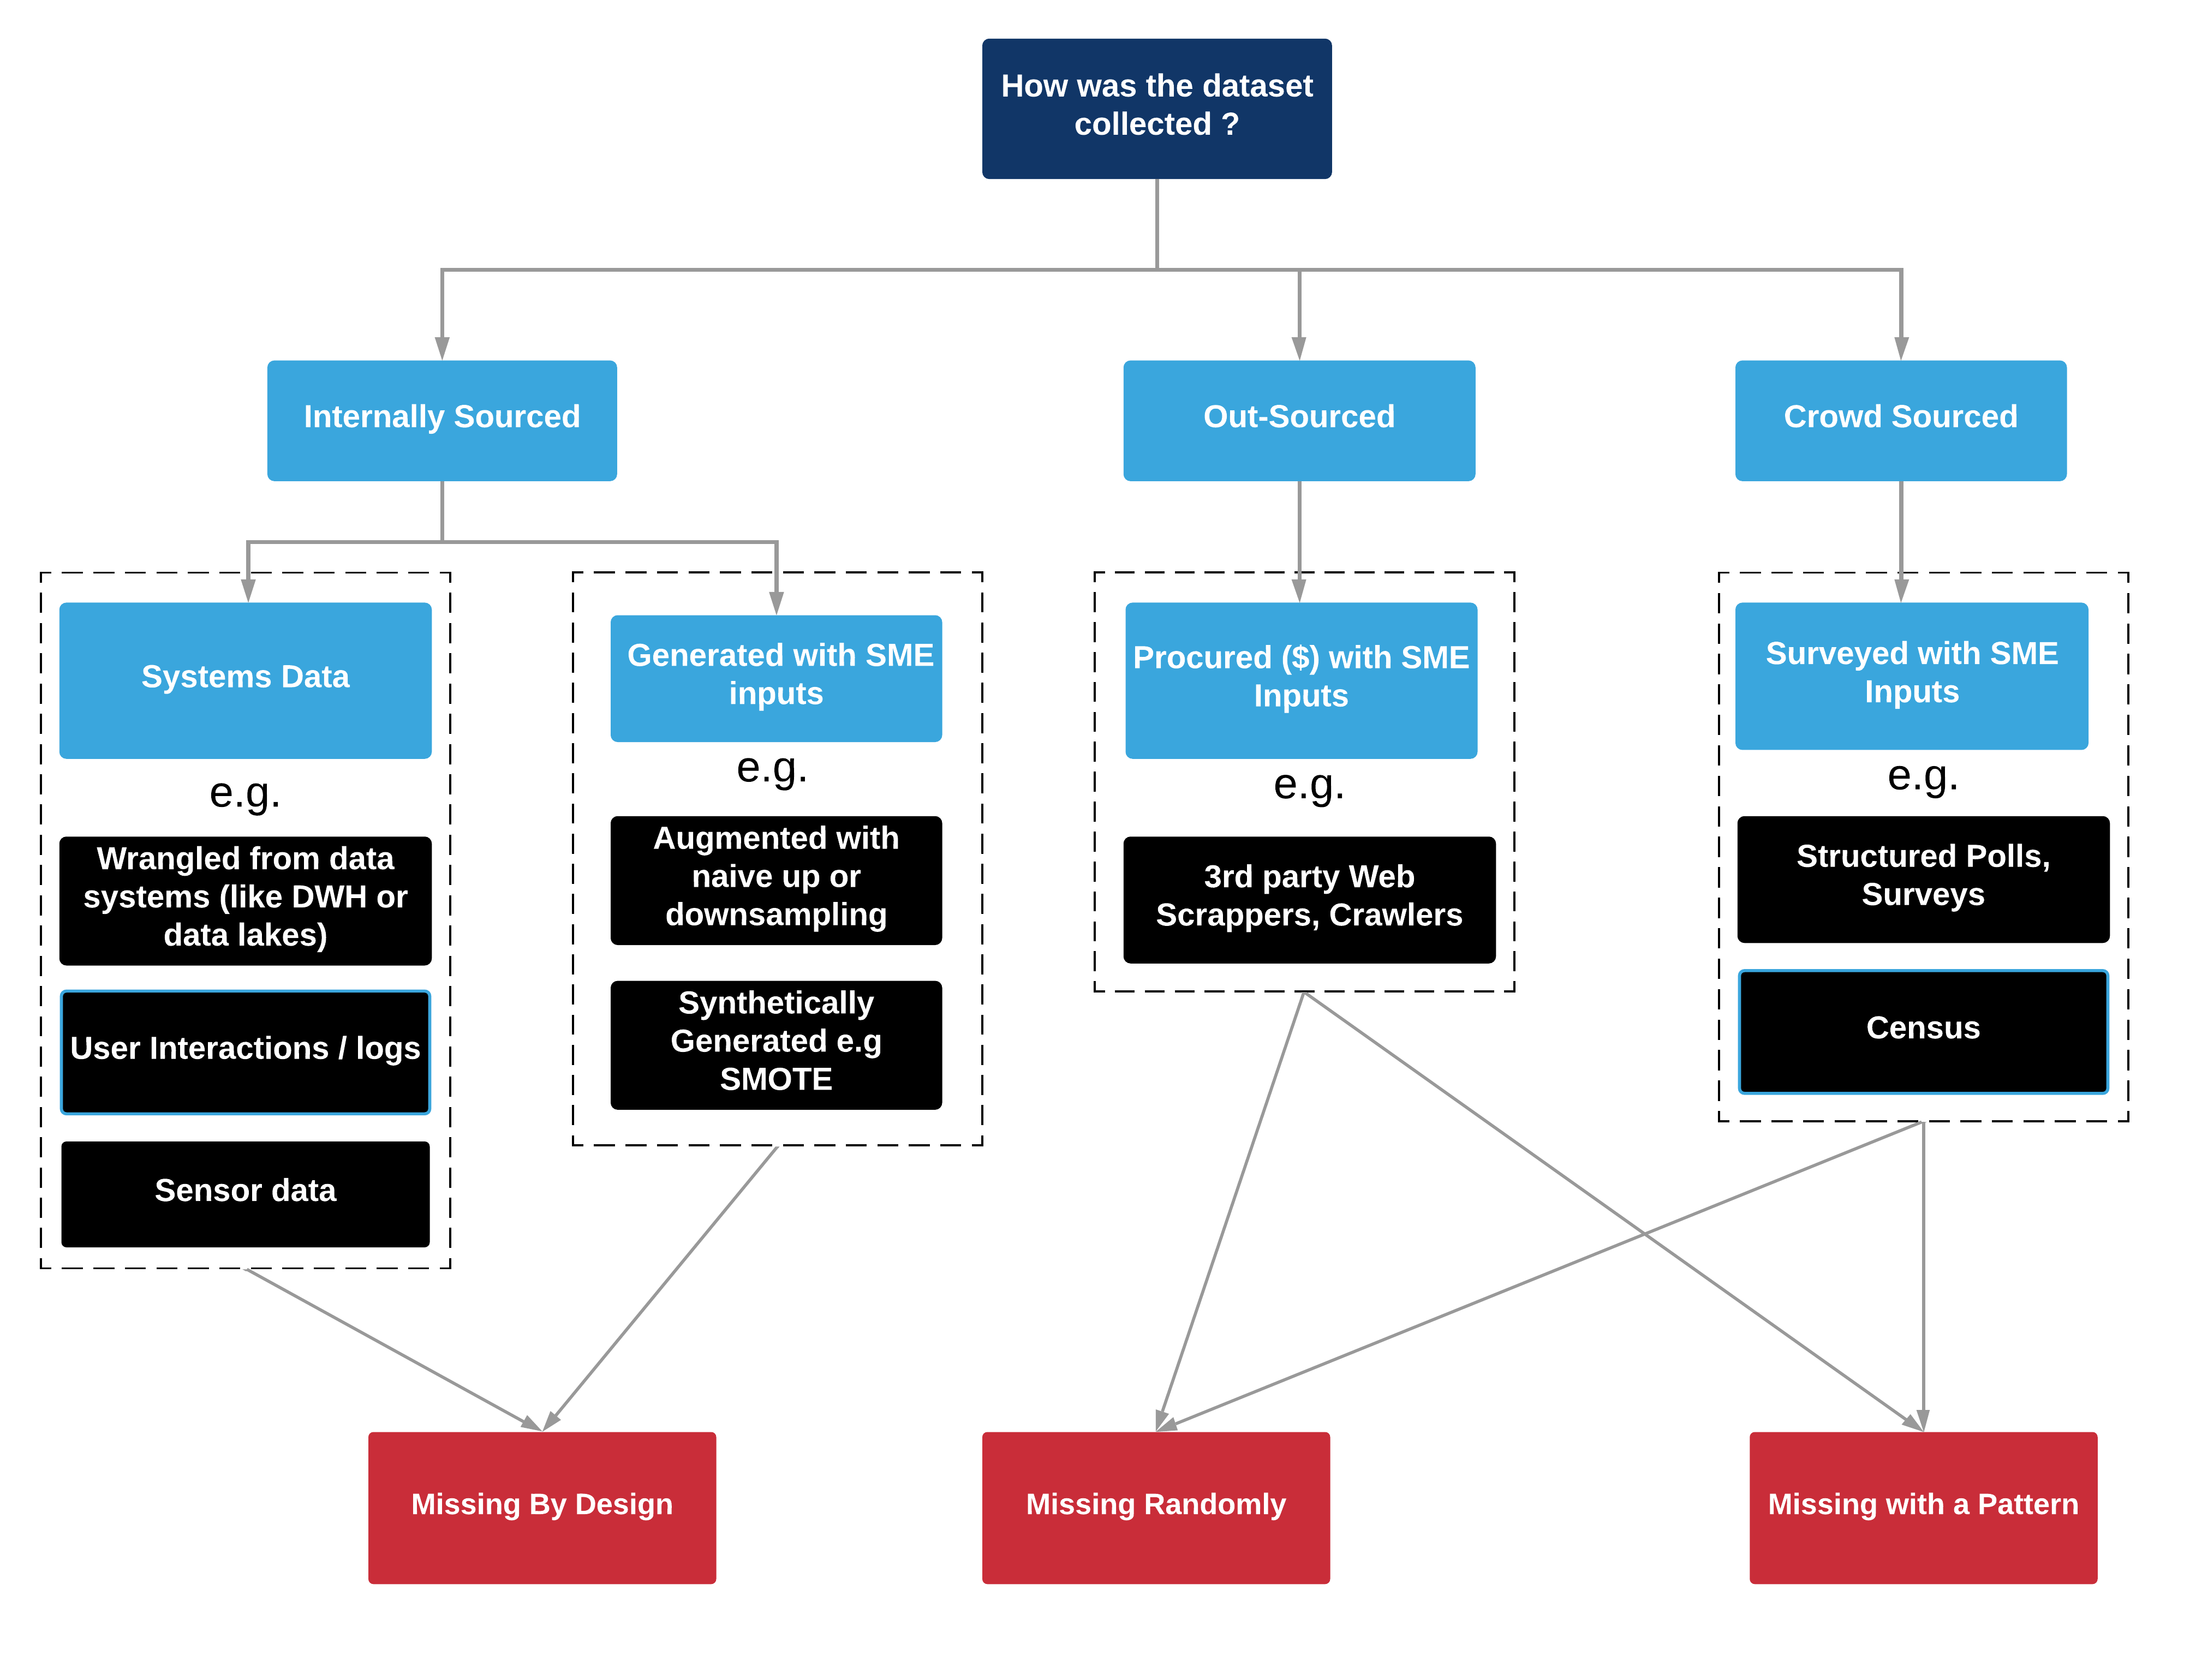 How was the dataset
collected ?
Internally Sourced
Out-Sourced
Crowd Sourced
Systems Data
e.g.
Wrangled from data
systems (like DWH or
data lakes)
User Interactions / logs
Sensor data
Generated with SME
inputs
e.g.
Augmented with
naive up or
downsampling
Synthetically
Generated e.g
SMOTE
Procured ($) with SME
Inputs
e.g.
3rd party Web
Scrappers, Crawlers
Surveyed with SME
Inputs
e.g.
Structured Polls,
Surveys
Census
Missing By Design
Missing Randomly
Missing with a Pattern